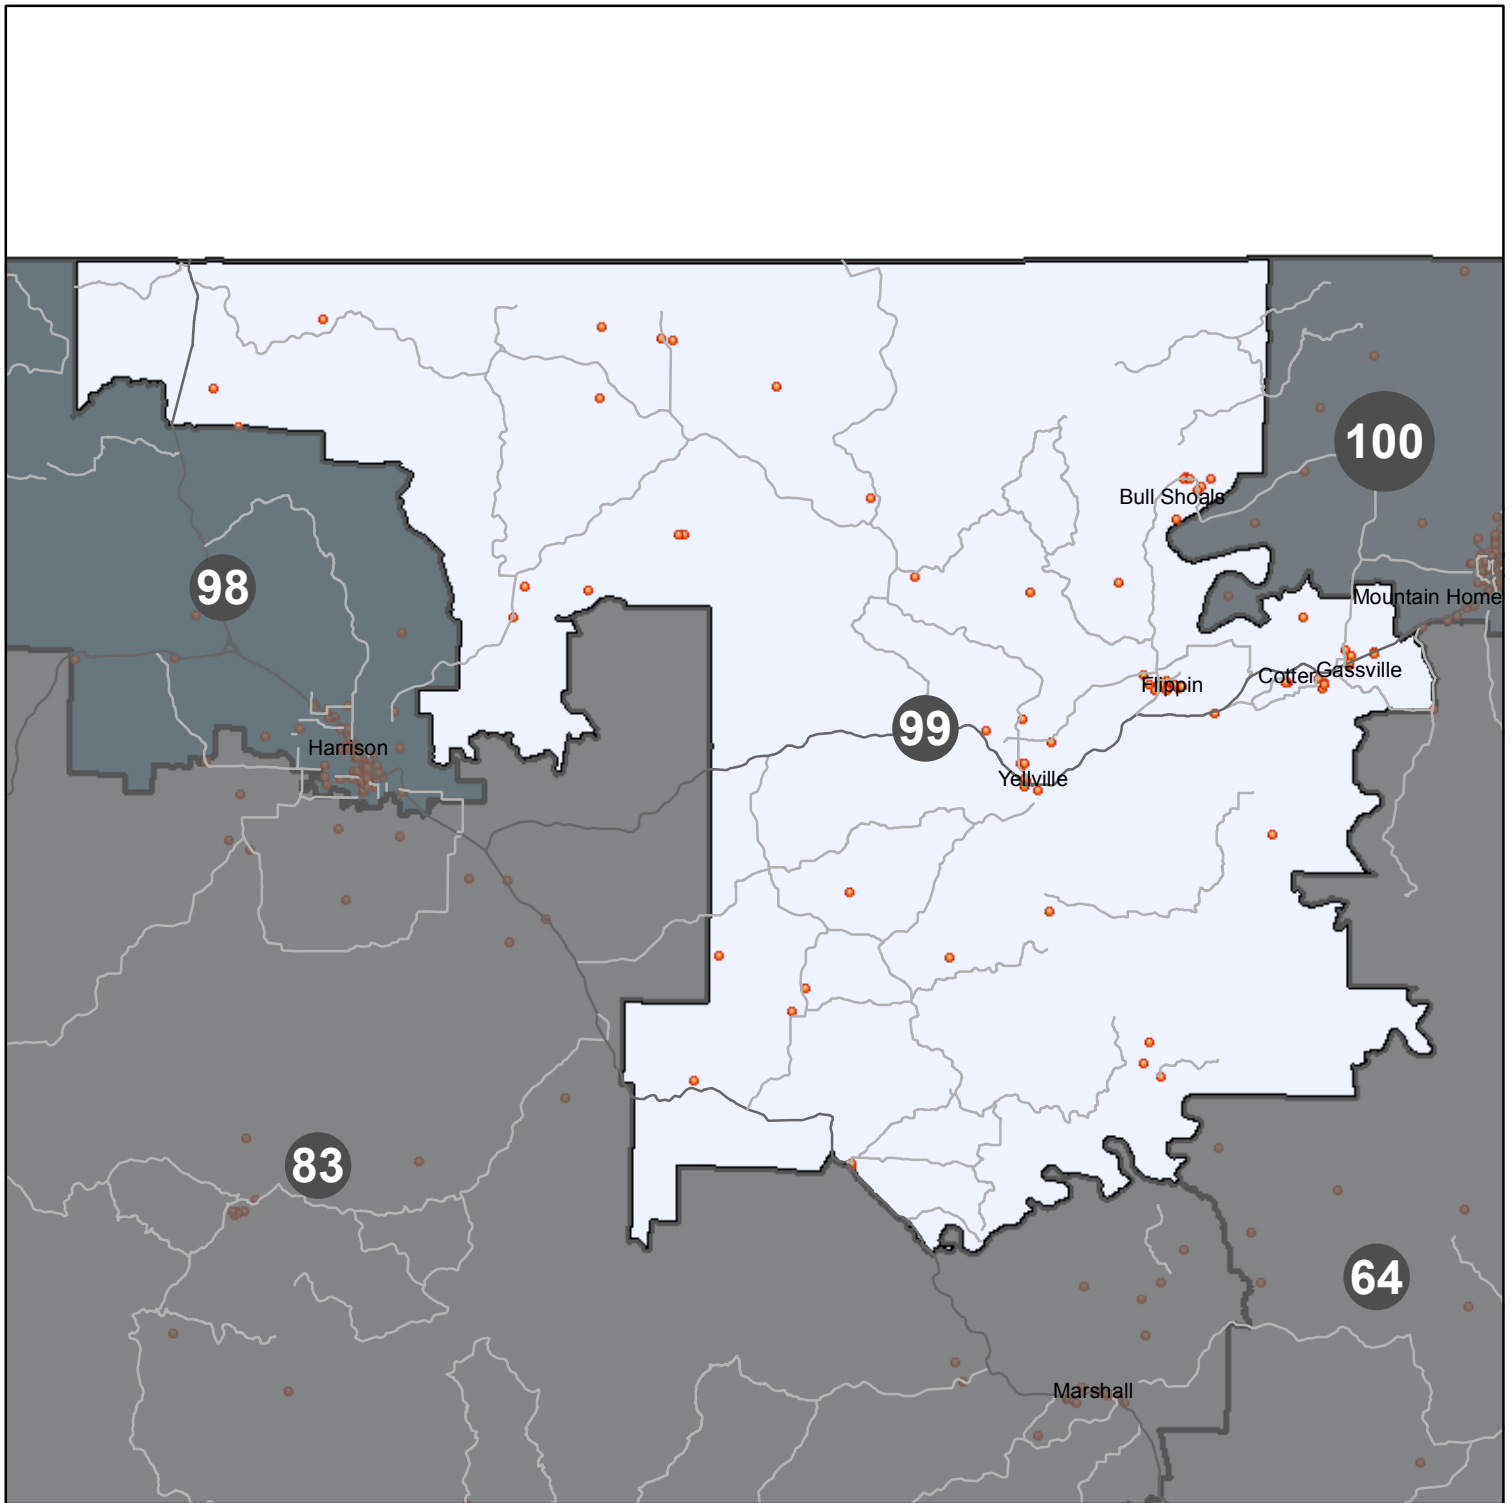 100
Bull Shoals
98
Mountain Home
Gassville
Cotter
Flippin
99
Harrison
Yellville
83
64
Marshall